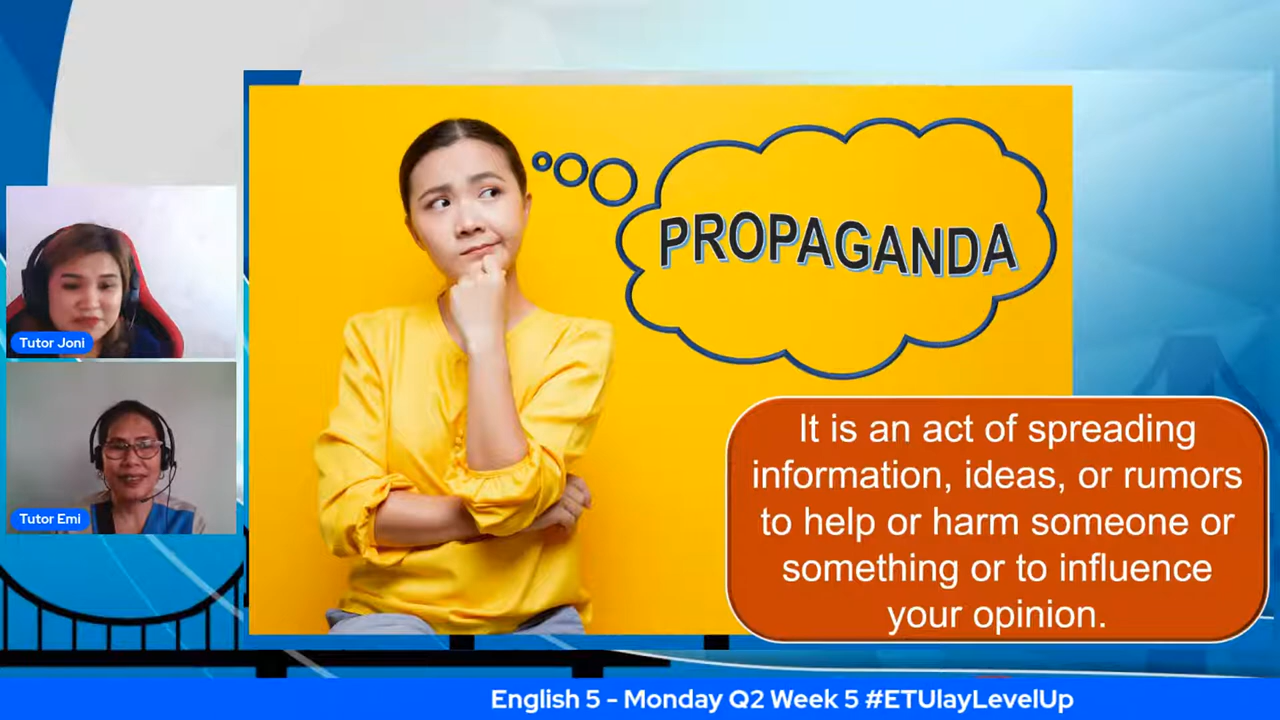 PROPAGANDA
Tutor Joni
Tutor Emi
It is an act of spreading
information, ideas, or rumors
to help or harm someone or
something or to influence
your opinion.
English 5 - Monday Q2 Week 5 #ETUlayLevelUp